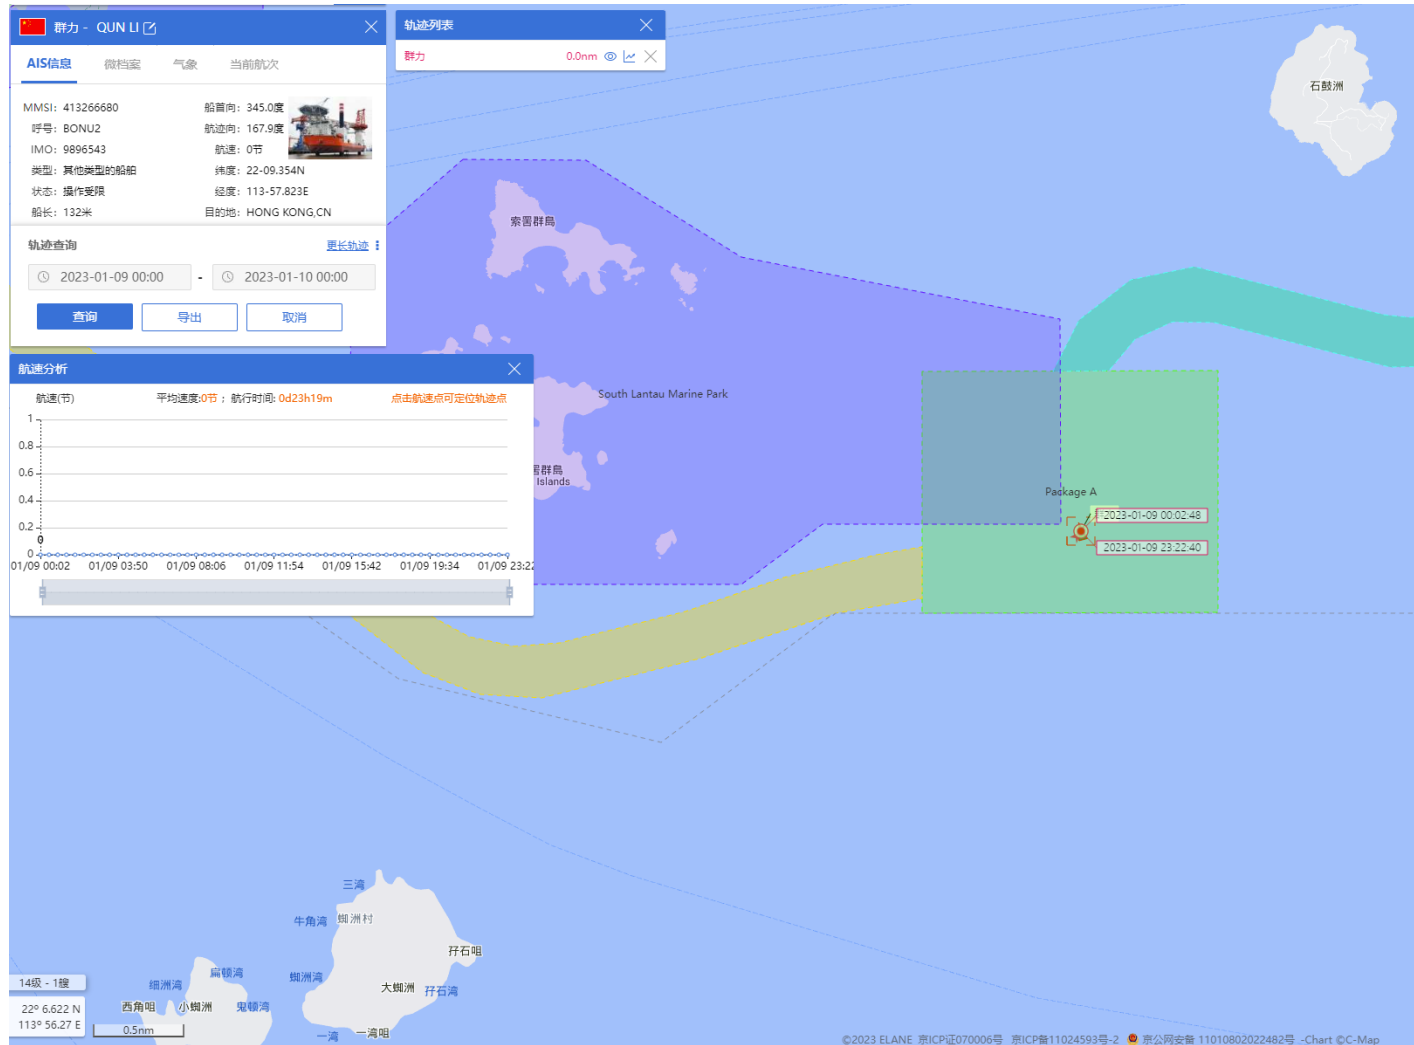 群力 - QUN LI
AIS信息 微档案 气象 当前航次
MMSI: 413266680 船首向: 345.0度
呼号: BONU2 航迹向: 167.9度
IMO: 9896543 航速: 0节
类型: 其他类型的船舶 纬度: 22-09.354N
状态: 操作受限 经度: 113-57.823E
船长: 132米 目的地: HONG KONG,CN
轨迹查询 更长轨迹
2023-01-09 00:00 - 2023-01-10 00:00
查询 导出 取消
轨迹列表
群力 0.0nm
航速分析
航速(节) 平均速度:0节 ; 航行时间: 0d23h19m 点击航速点可定位轨迹点
1
0.8
0.6
0.4
0.2
0
0
01/09 00:02 01/09 03:50 01/09 08:06 01/09 11:54 01/09 15:42 01/09 19:34 01/09 23:22
石鼓洲
索罟群島
South Lantau Marine Park
罟群島
Islands
Package A
2023-01-09 00:02:48
2023-01-09 23:22:40
三湾
牛角湾 蜘洲村
孖石咀
扁顿湾 蜘洲湾
细洲湾 大蜘洲 孖石湾
西角咀 小蜘洲 鬼顿湾
一湾 一湾咀
14级 - 1艘
22° 6.622 N
113° 56.27 E
0.5nm
©2023 ELANE 京ICP证070006号 京ICP备11024593号-2 京公网安备 11010802022482号 -Chart ©C-Map